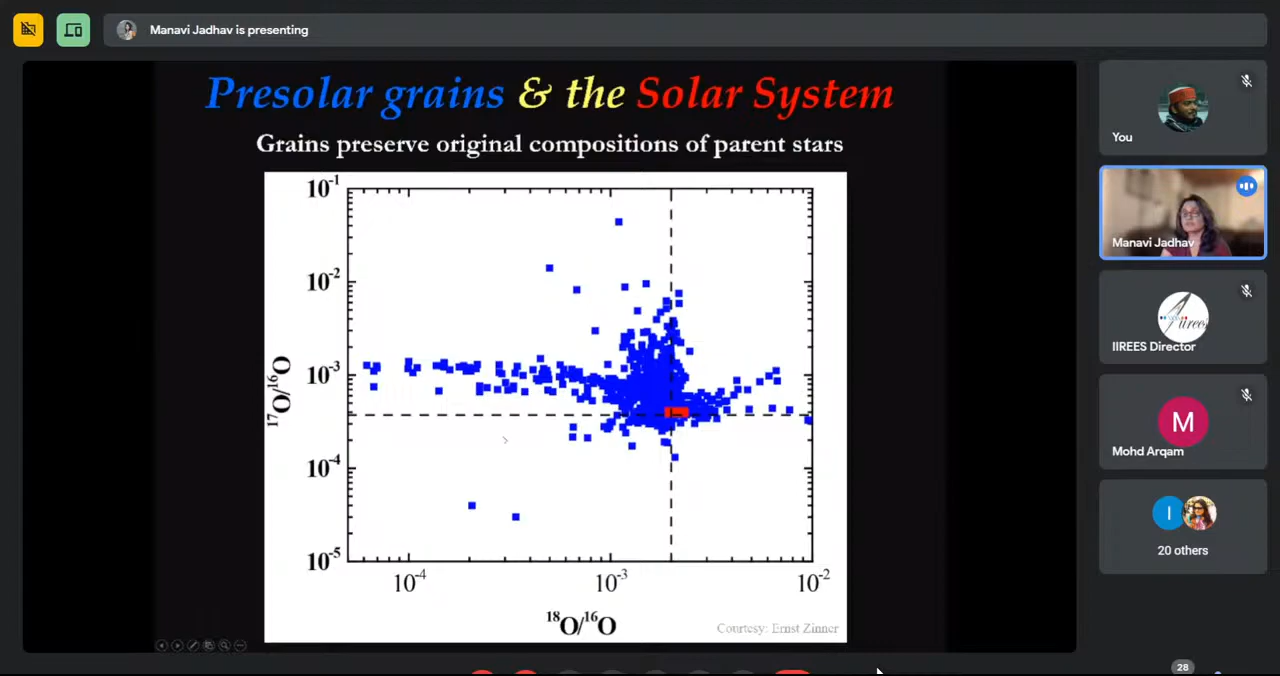 Manavi Jadhav is presenting
Presolar grains & the Solar System
Grains preserve original compositions of parent stars
10-1
10-2
10-3
10-4
10-5
17O/16O
10-4
10-3
10-2
18O/16O
Courtesy: Ernst Zinner
You
Manavi Jadhav
IIREES Director
M
Mohd Arqam
I
20 others
28